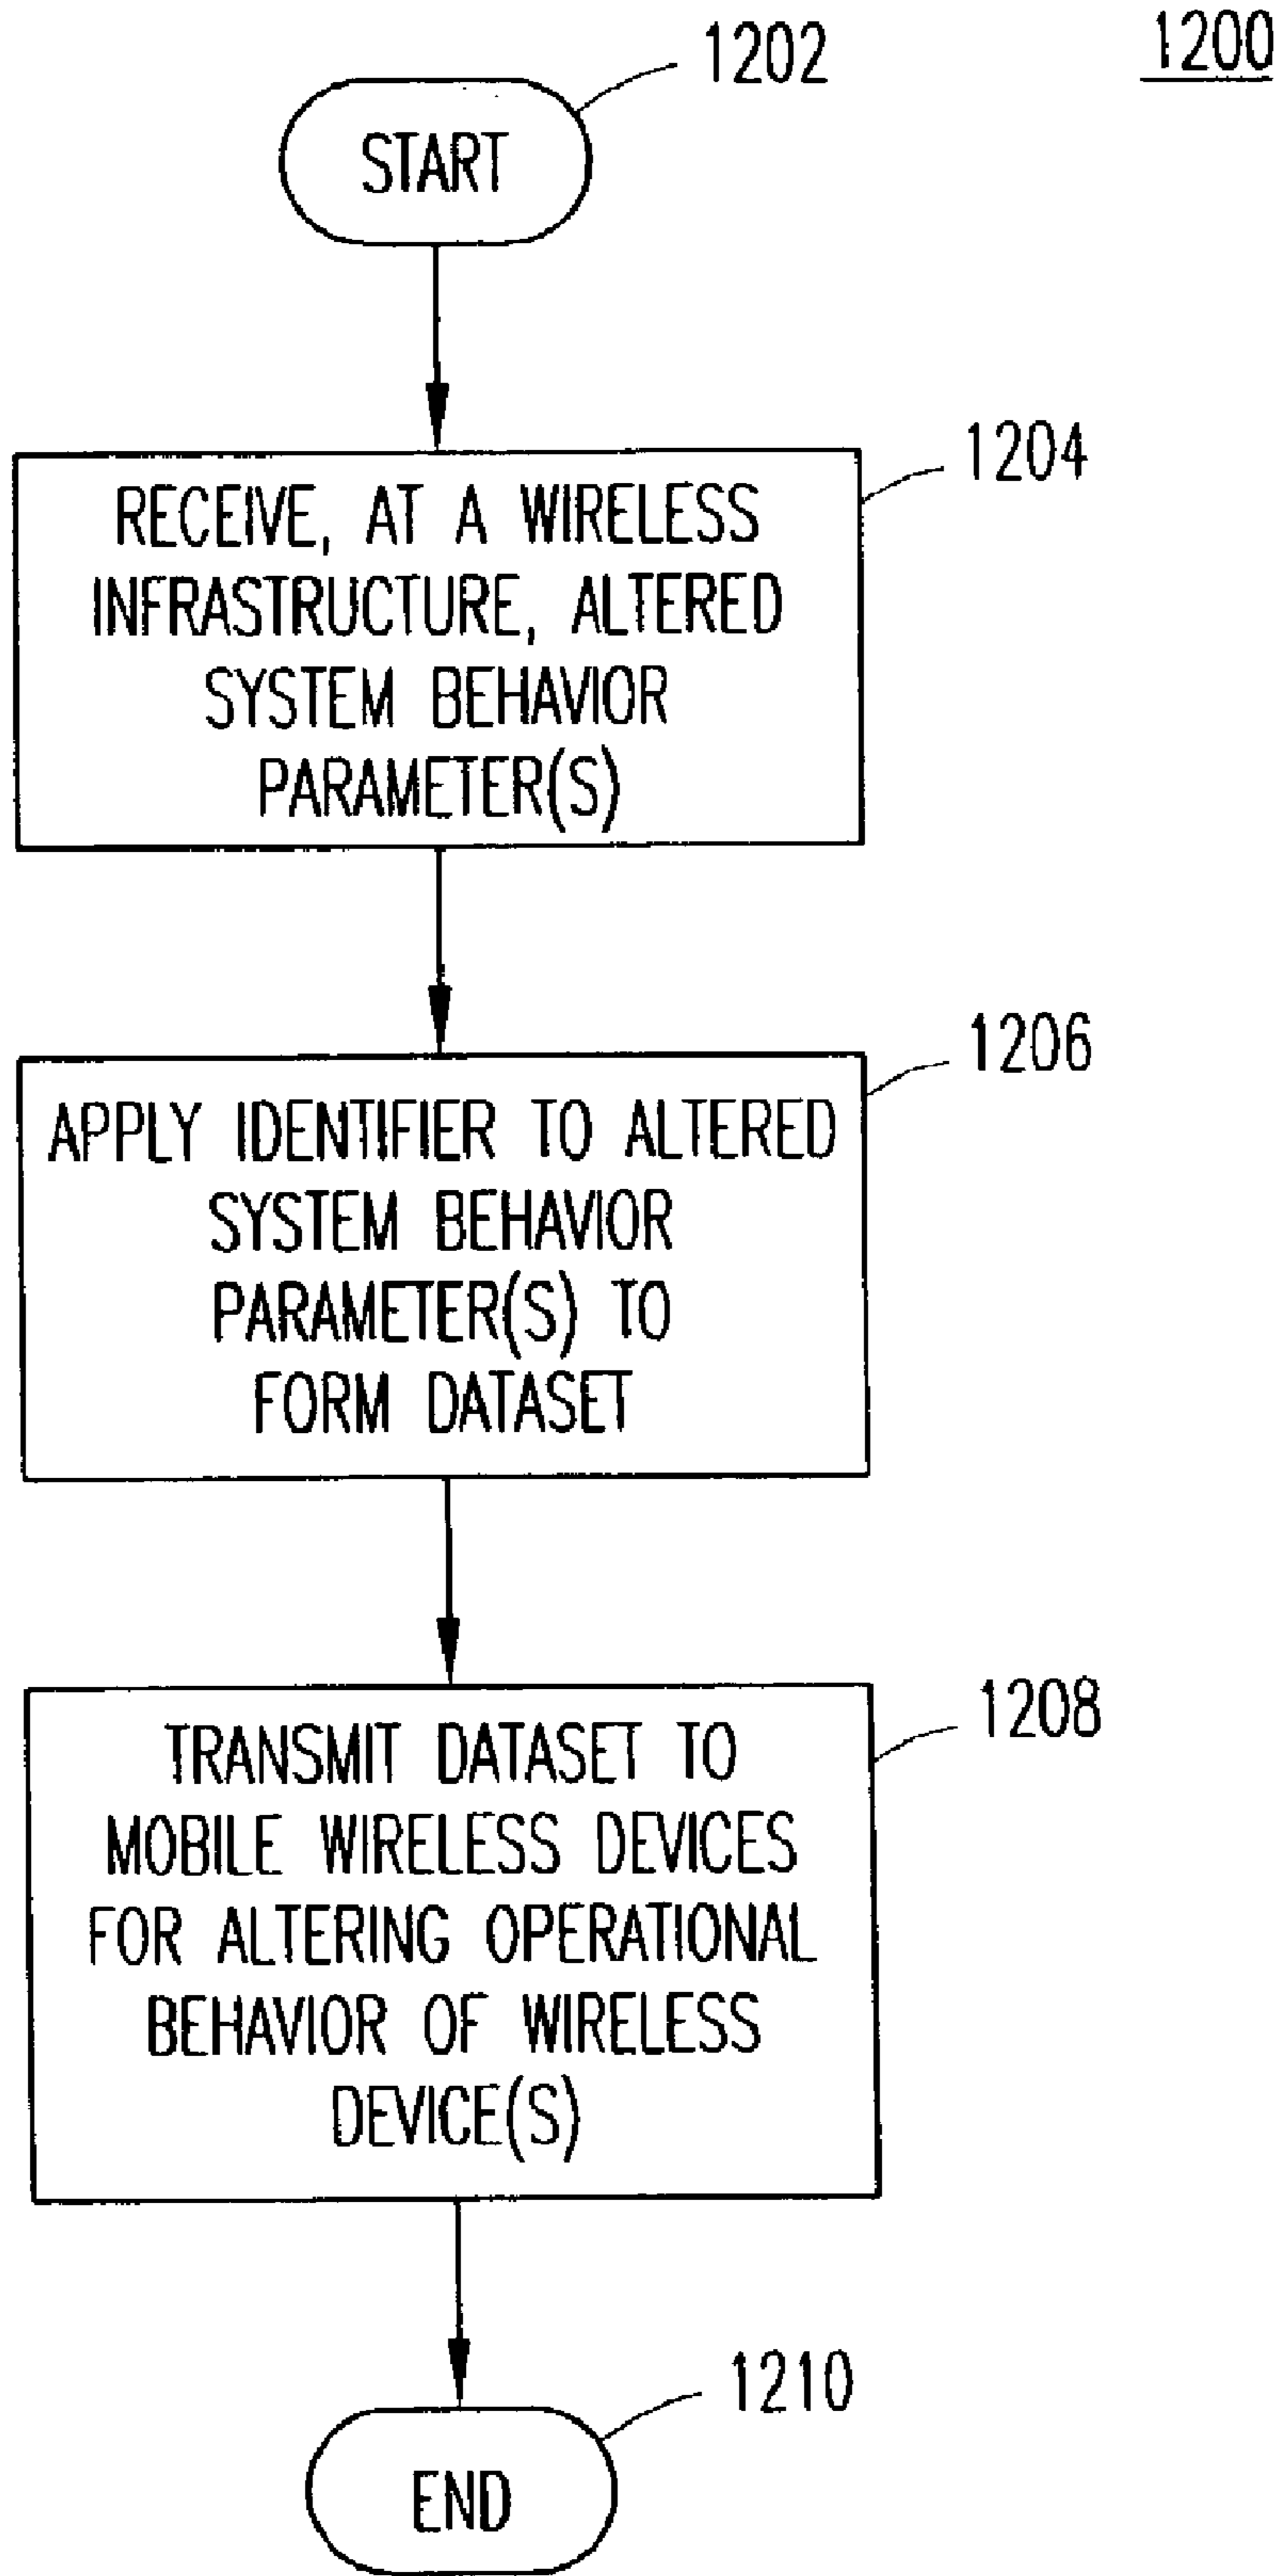 1200
1202
START
1204
RECEIVE, AT A WIRELESS
INFRASTRUCTURE, ALTERED
SYSTEM BEHAVIOR
PARAMETER(S)
1206
APPLY IDENTIFIER TO ALTERED
SYSTEM BEHAVIOR
PARAMETER(S) TO
FORM DATASET
1208
TRANSMIT DATASET TO
MOBILE WIRELESS DEVICES
FOR ALTERING OPERATIONAL
BEHAVIOR OF WIRELESS
DEVICE(S)
1210
END